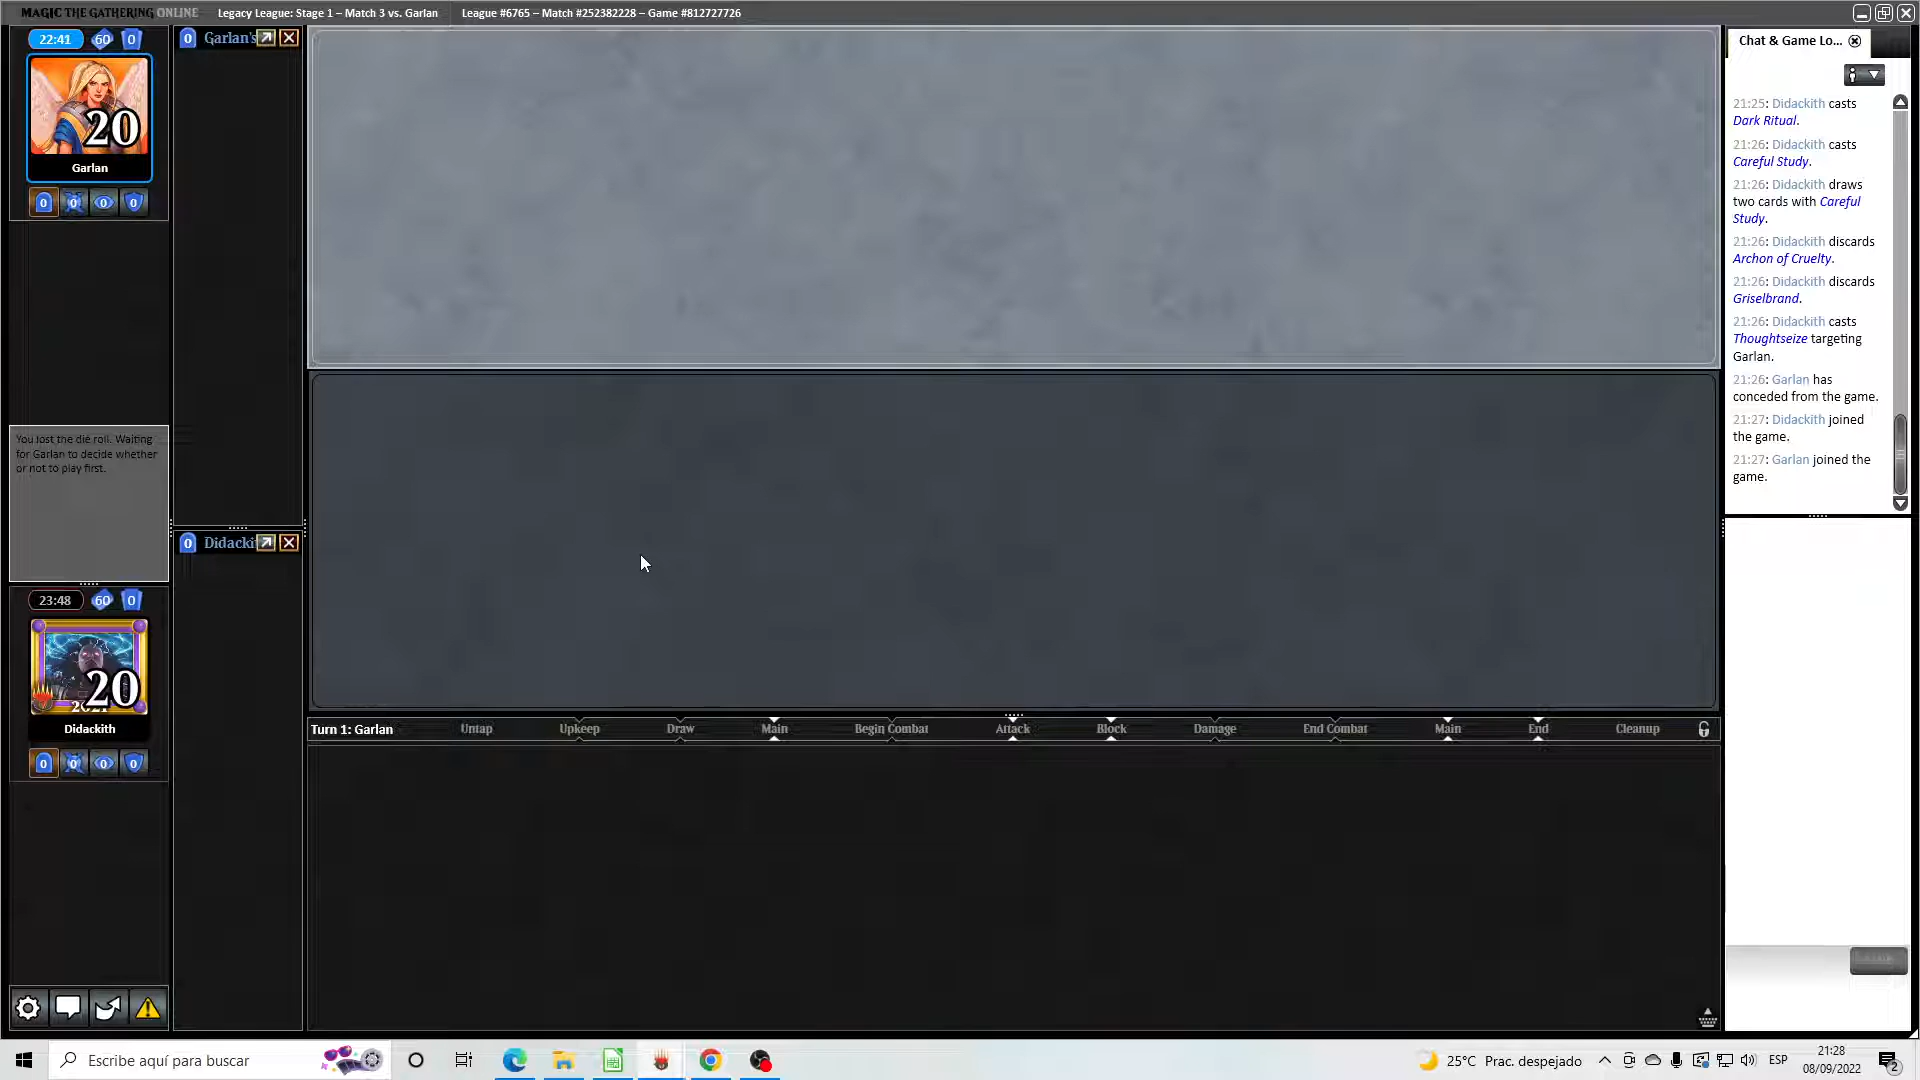 MAGIC THE GATHERING ONLINE
Legacy League: Stage 1 – Match 3 vs. Garlan
League #6765 – Match #252382228 – Game #812727726
22:41
60
0
20
Garlan
0
0
0
0
You lost the die roll. Waiting
for Garlan to decide whether
or not to play first.
23:48
60
0
20
Didackith
0
0
0
0
0
Garlan's
0
Didackit
Turn 1: Garlan
Untap
Upkeep
Draw
Main
Begin Combat
Attack
Block
Damage
End Combat
Main
End
Cleanup
Chat & Game Lo...
21:25: Didackith casts
Dark Ritual.
21:26: Didackith casts
Careful Study.
21:26: Didackith draws
two cards with Careful
Study.
21:26: Didackith discards
Archon of Cruelty.
21:26: Didackith discards
Griselbrand.
21:26: Didackith casts
Thoughtseize targeting
Garlan.
21:26: Garlan has
conceded from the game.
21:27: Didackith joined
the game.
21:27: Garlan joined the
game.
Escribe aquí para buscar
25°C Prac. despejado
ESP
21:28
08/09/2022
2